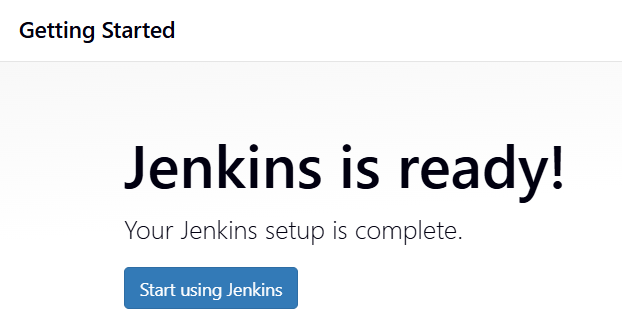 Getting Started
Jenkins is ready!
Your Jenkins setup is complete.
Start using Jenkins